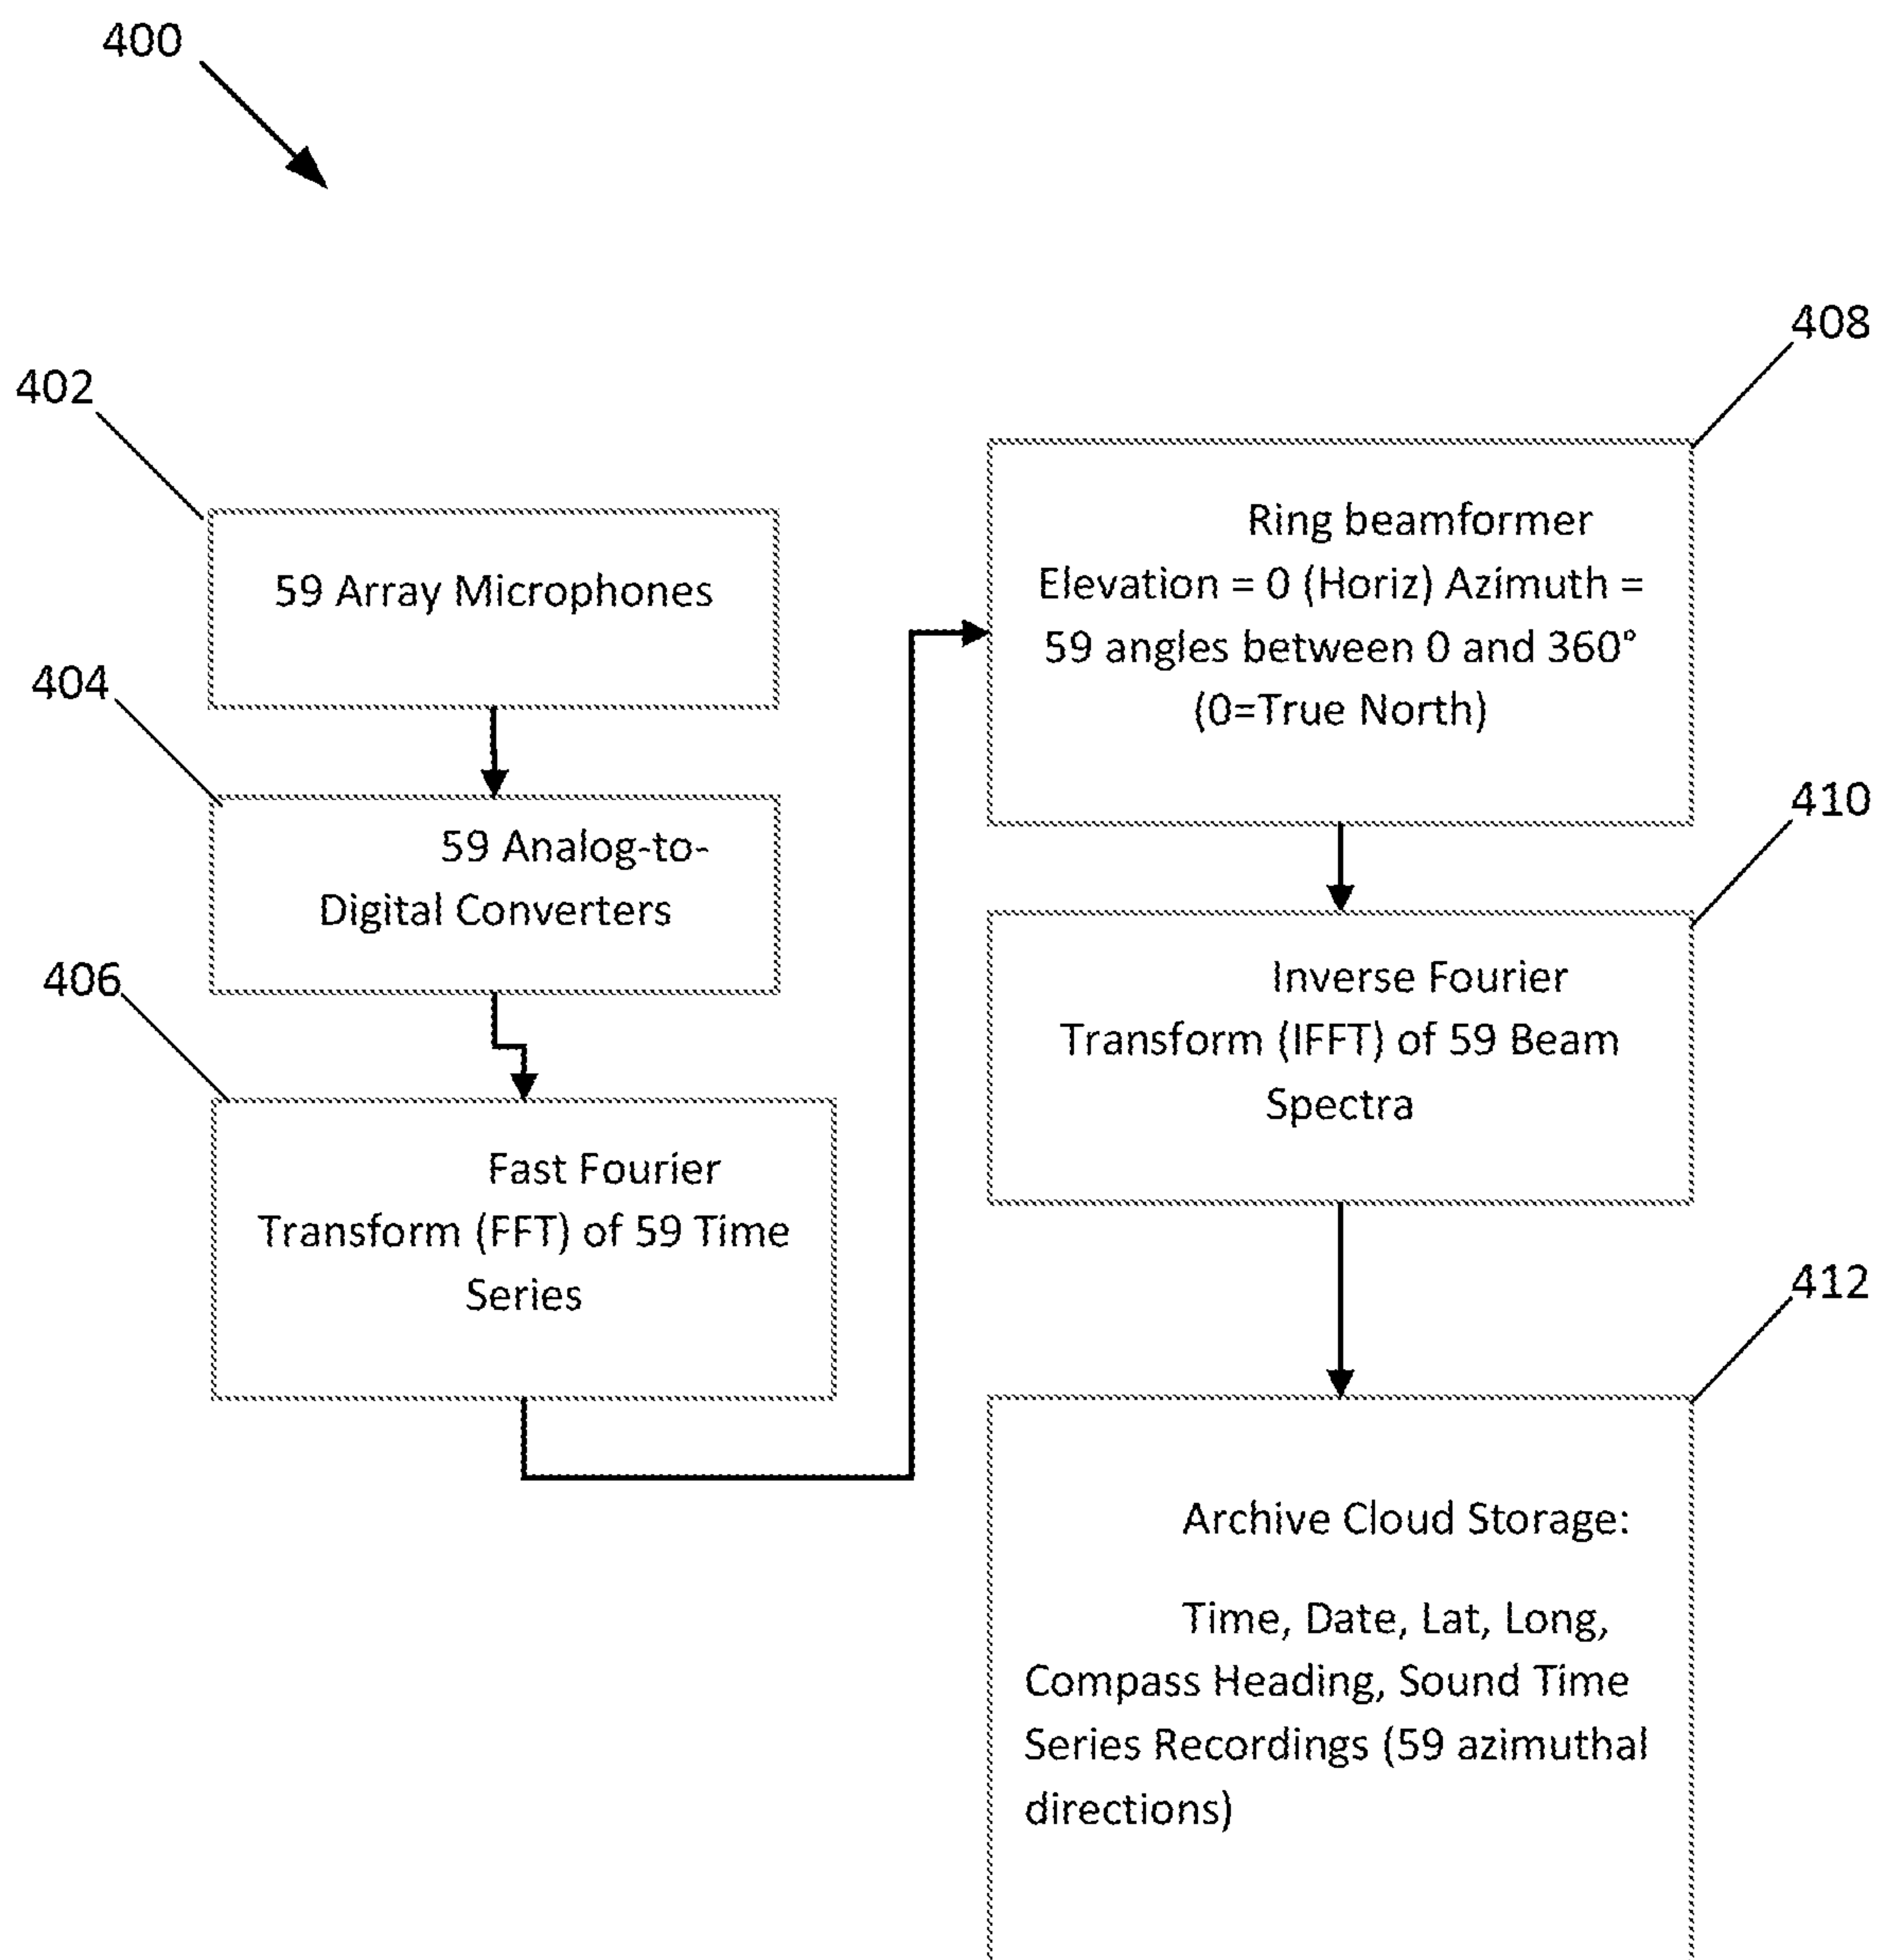 400
402
59 Array Microphones
404
59 Analog-to-
Digital Converters
406
Fast Fourier
Transform (FFT) of 59 Time
Series
408
Ring beamformer
Elevation = 0 (Horiz) Azimuth =
59 angles between 0 and 360°
(0=True North)
410
Inverse Fourier
Transform (IFFT) of 59 Beam
Spectra
412
Archive Cloud Storage:
Time, Date, Lat, Long,
Compass Heading, Sound Time
Series Recordings (59 azimuthal
directions)